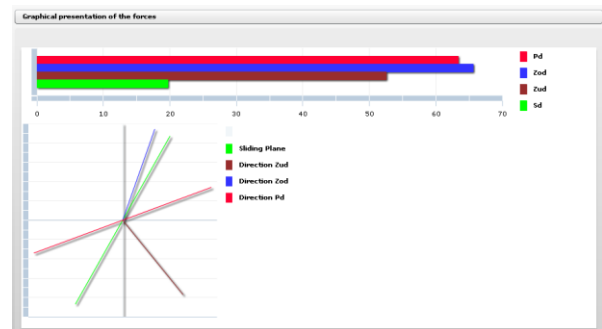 Graphical presentation of the forces
Pd
Zod
Zud
Sd
0 10 20 30 40 50 60 70
Sliding Plane
Direction Zud
Direction Zod
Direction Pd